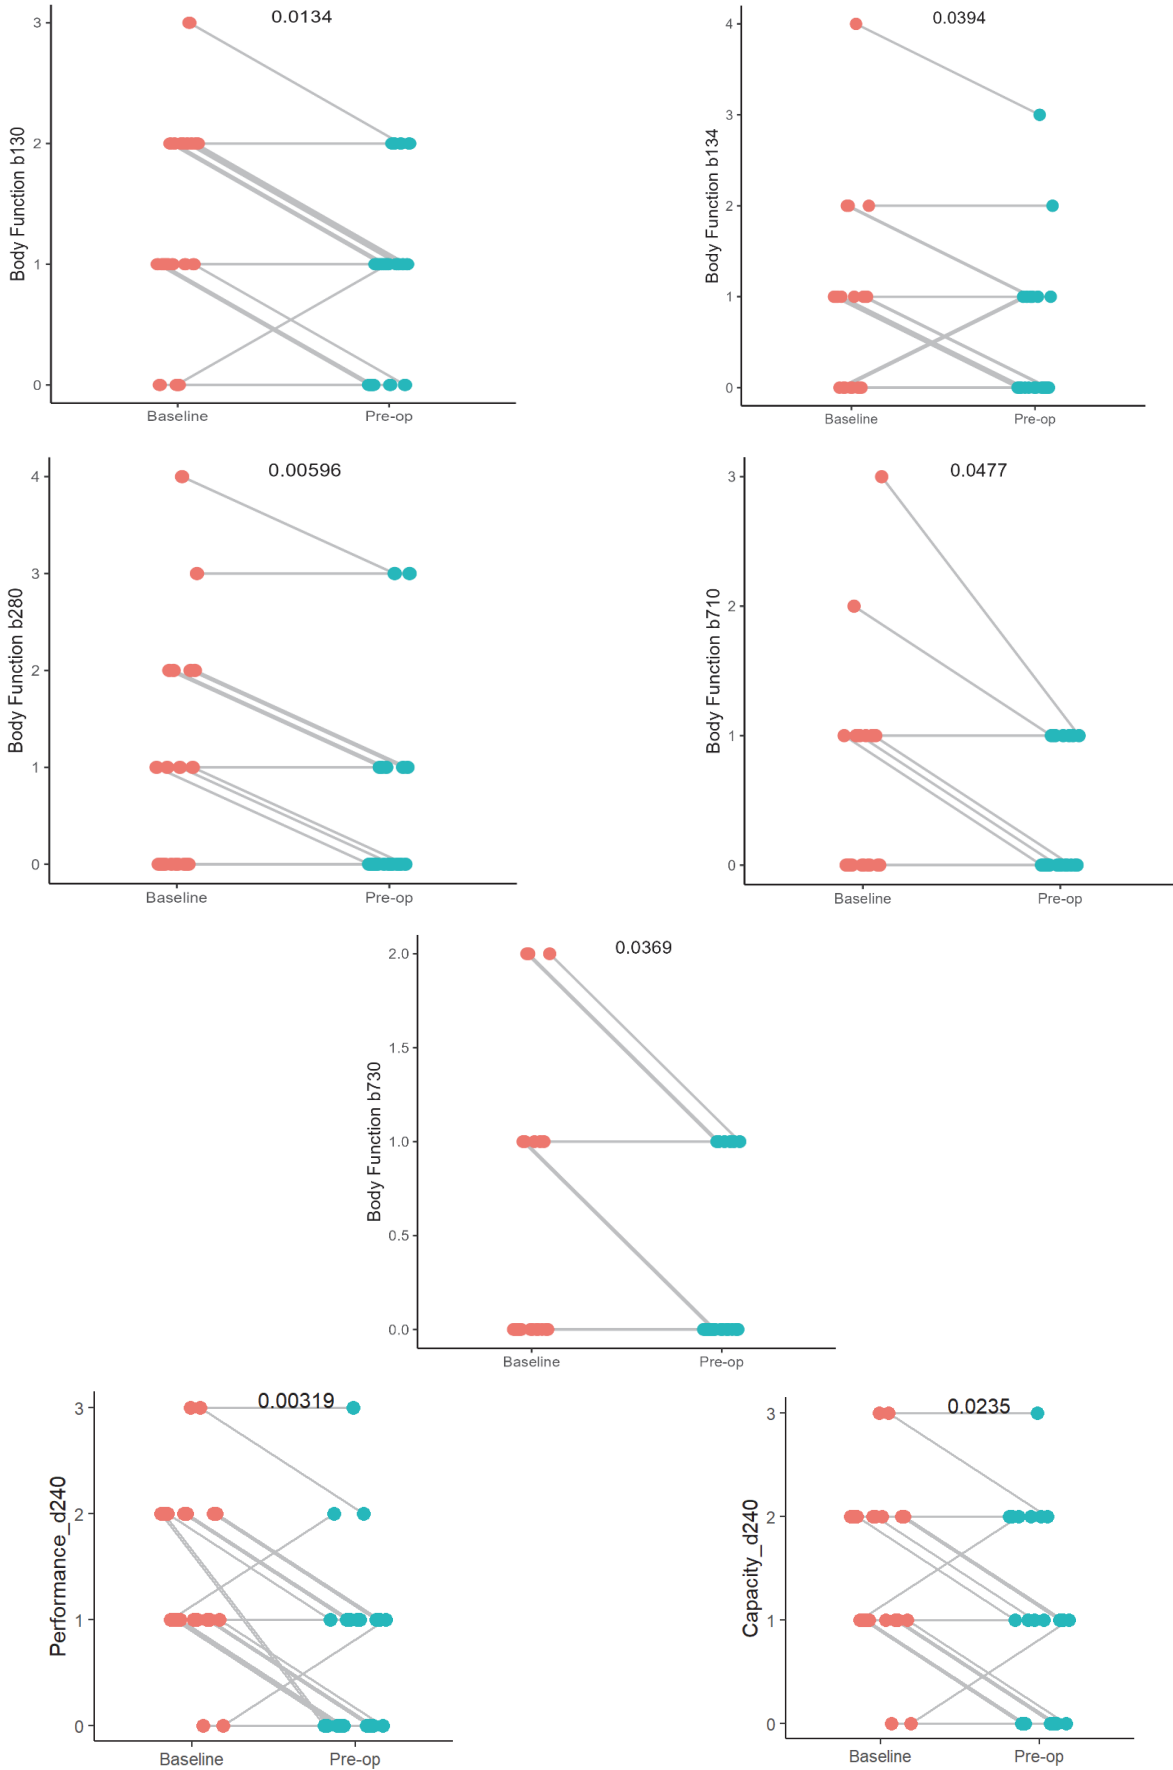 0.0134
3
2
1
0
Body Function b130
Baseline
Pre-op
0.0394
4
3
2
1
0
Body Function b134
Baseline
Pre-op
0.00596
4
3
2
1
0
Body Function b280
Baseline
Pre-op
0.0477
3
2
1
0
Body Function b710
Baseline
Pre-op
0.0369
2.0
1.5
1.0
0.5
0.0
Body Function b730
Baseline
Pre-op
0.00319
3
2
1
0
Performance_d240
Baseline
Pre-op
0.0235
3
2
1
0
Capacity_d240
Baseline
Pre-op